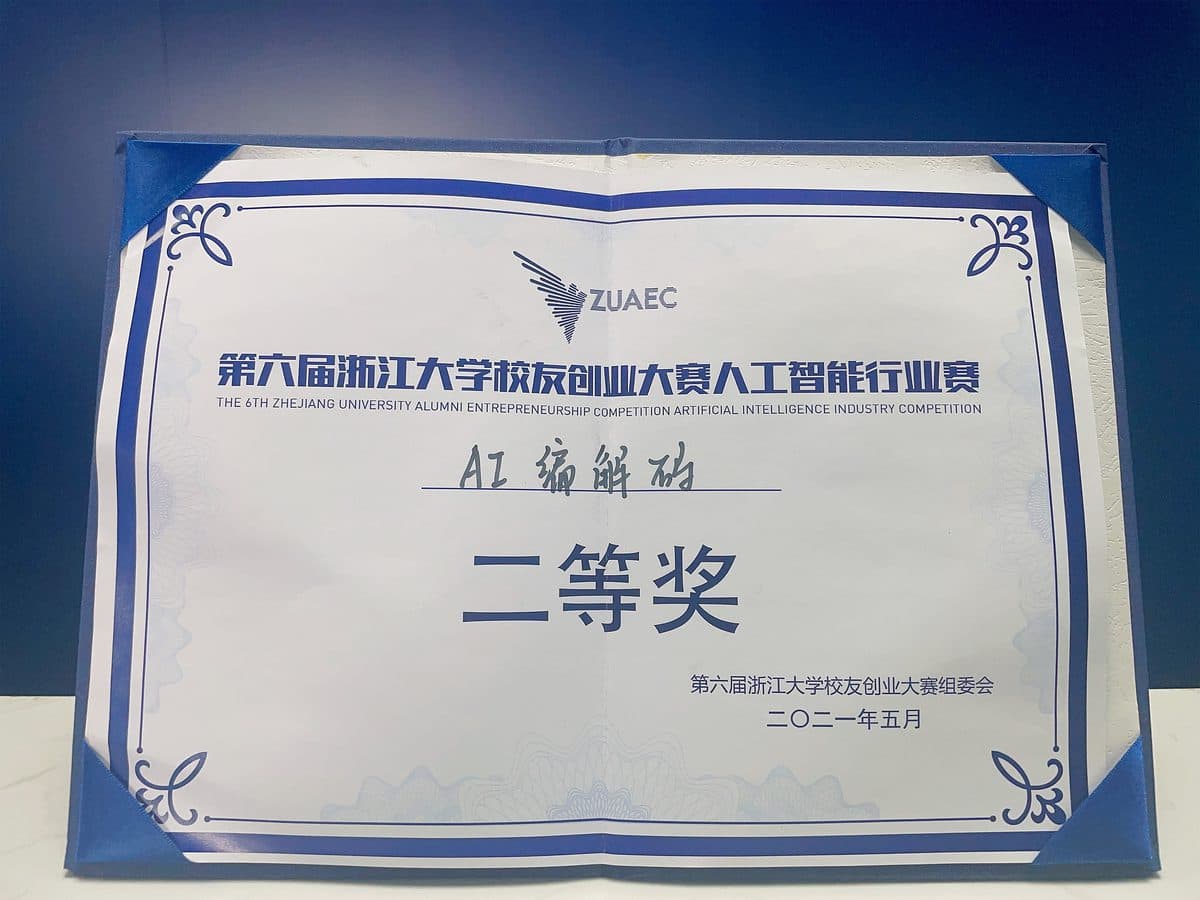 ZUAEC
第六届浙江大学校友创业大赛人工智能行业赛
THE 6TH ZHEJIANG UNIVERSITY ALUMNI ENTREPRENEURSHIP COMPETITION ARTIFICIAL INTELLIGENCE INDUSTRY COMPETITION
AI编解码
二等奖
第六届浙江大学校友创业大赛组委会
二〇二一年五月